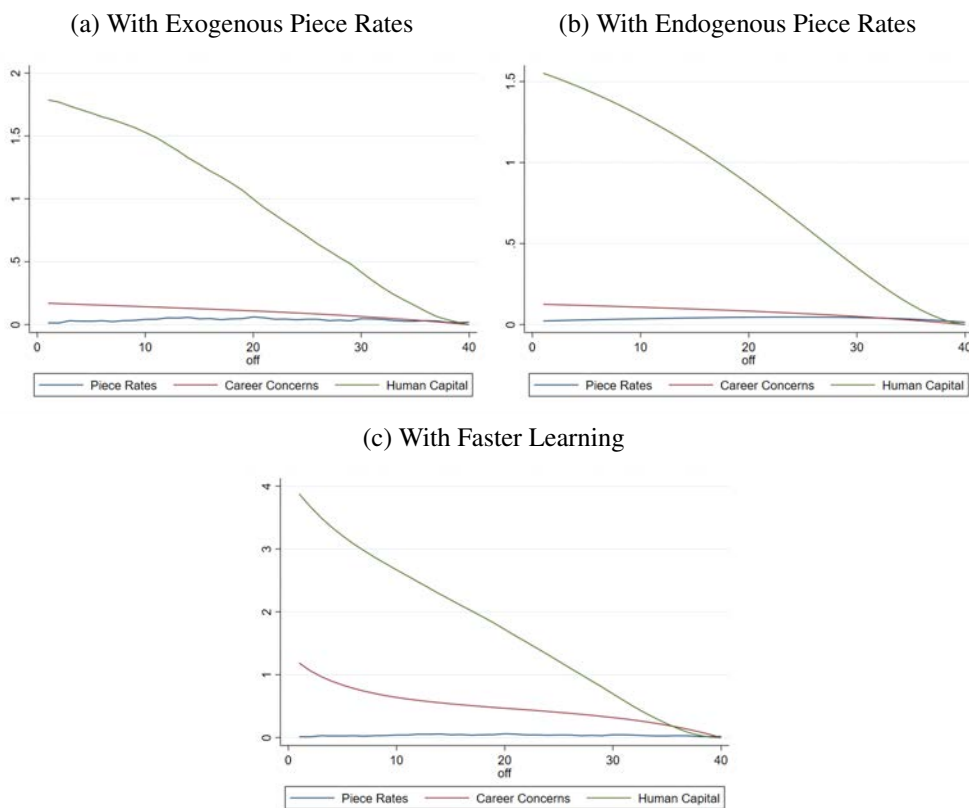 (a) With Exogenous Piece Rates
2
1.5
1
.5
0
0 10 20 30 40
off
Piece Rates Career Concerns Human Capital
(b) With Endogenous Piece Rates
1.5
1
.5
0
0 10 20 30 40
off
Piece Rates Career Concerns Human Capital
(c) With Faster Learning
4
3
2
1
0
0 10 20 30 40
off
Piece Rates Career Concerns Human Capital